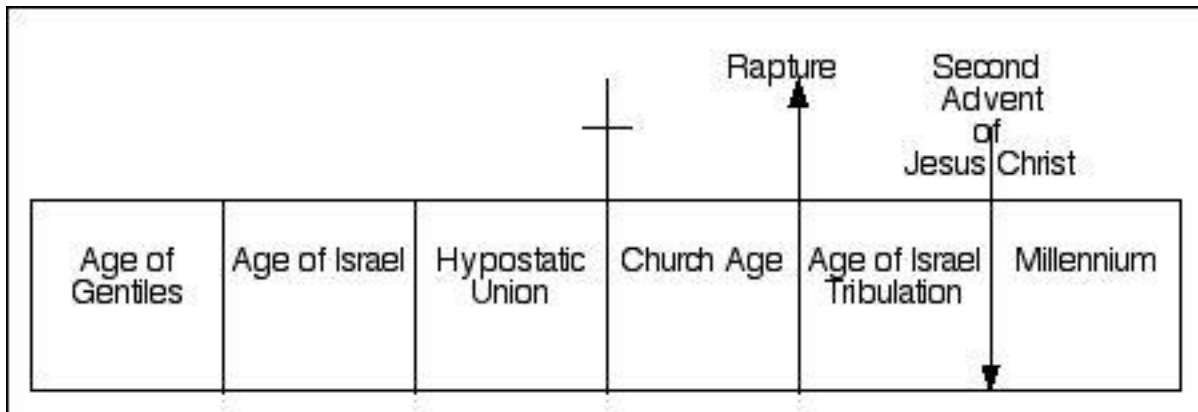 Rapture
Second
Advent
of
Jesus Christ
Age of
Gentiles
Age of Israel
Hypostatic
Union
Church Age
Age of Israel
Tribulation
Millennium